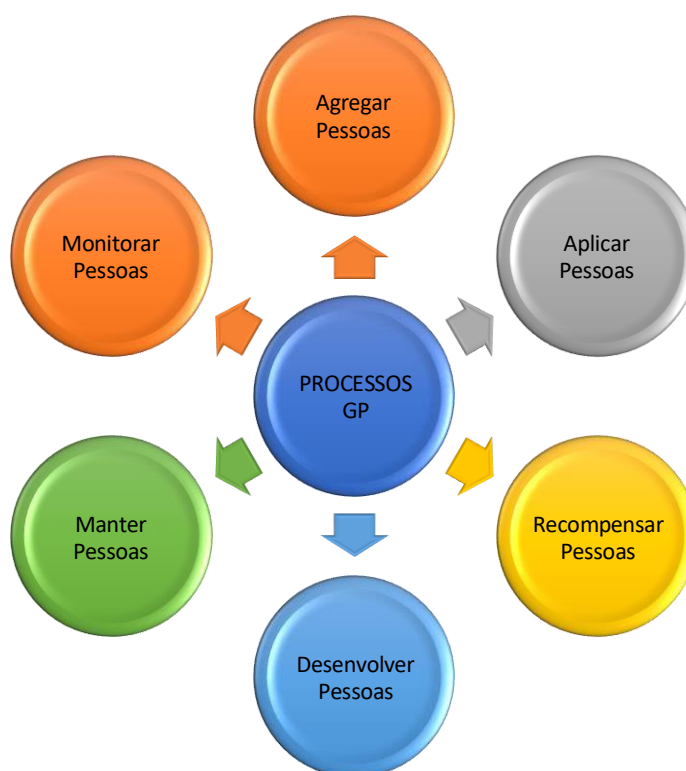 Agregar
Pessoas
Monitorar
Pessoas
Aplicar
Pessoas
PROCESSOS
GP
Manter
Pessoas
Recompensar
Pessoas
Desenvolver
Pessoas